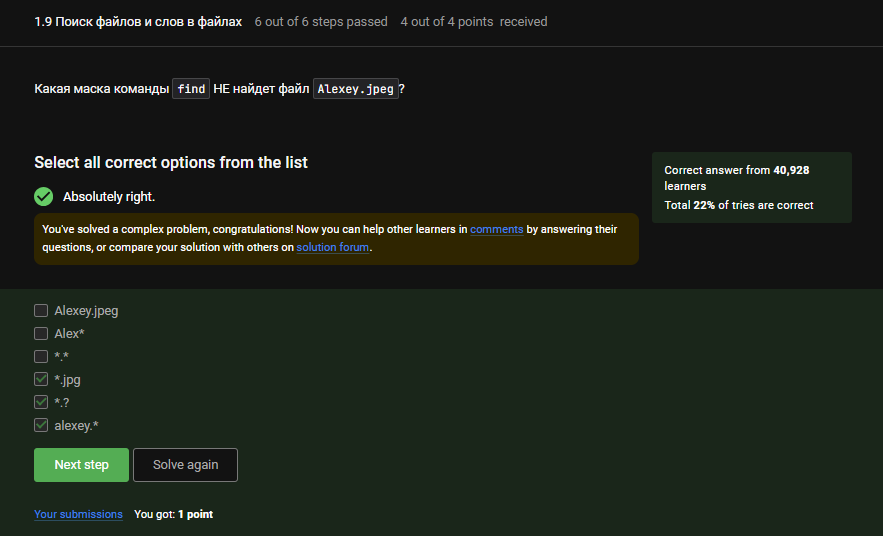 1.9 Поиск файлов и слов в файлах 6 out of 6 steps passed 4 out of 4 points received
Какая маска команды find НЕ найдет файл Alexey.jpeg?
Select all correct options from the list
Absolutely right.
You've solved a complex problem, congratulations! Now you can help other learners in comments by answering their
questions, or compare your solution with others on solution forum.
Correct answer from 40,928
learners
Total 22% of tries are correct
Alexey.jpeg
Alex*
*.*
*.jpg
*.?
alexey.*
Next step Solve again
Your submissions You got: 1 point